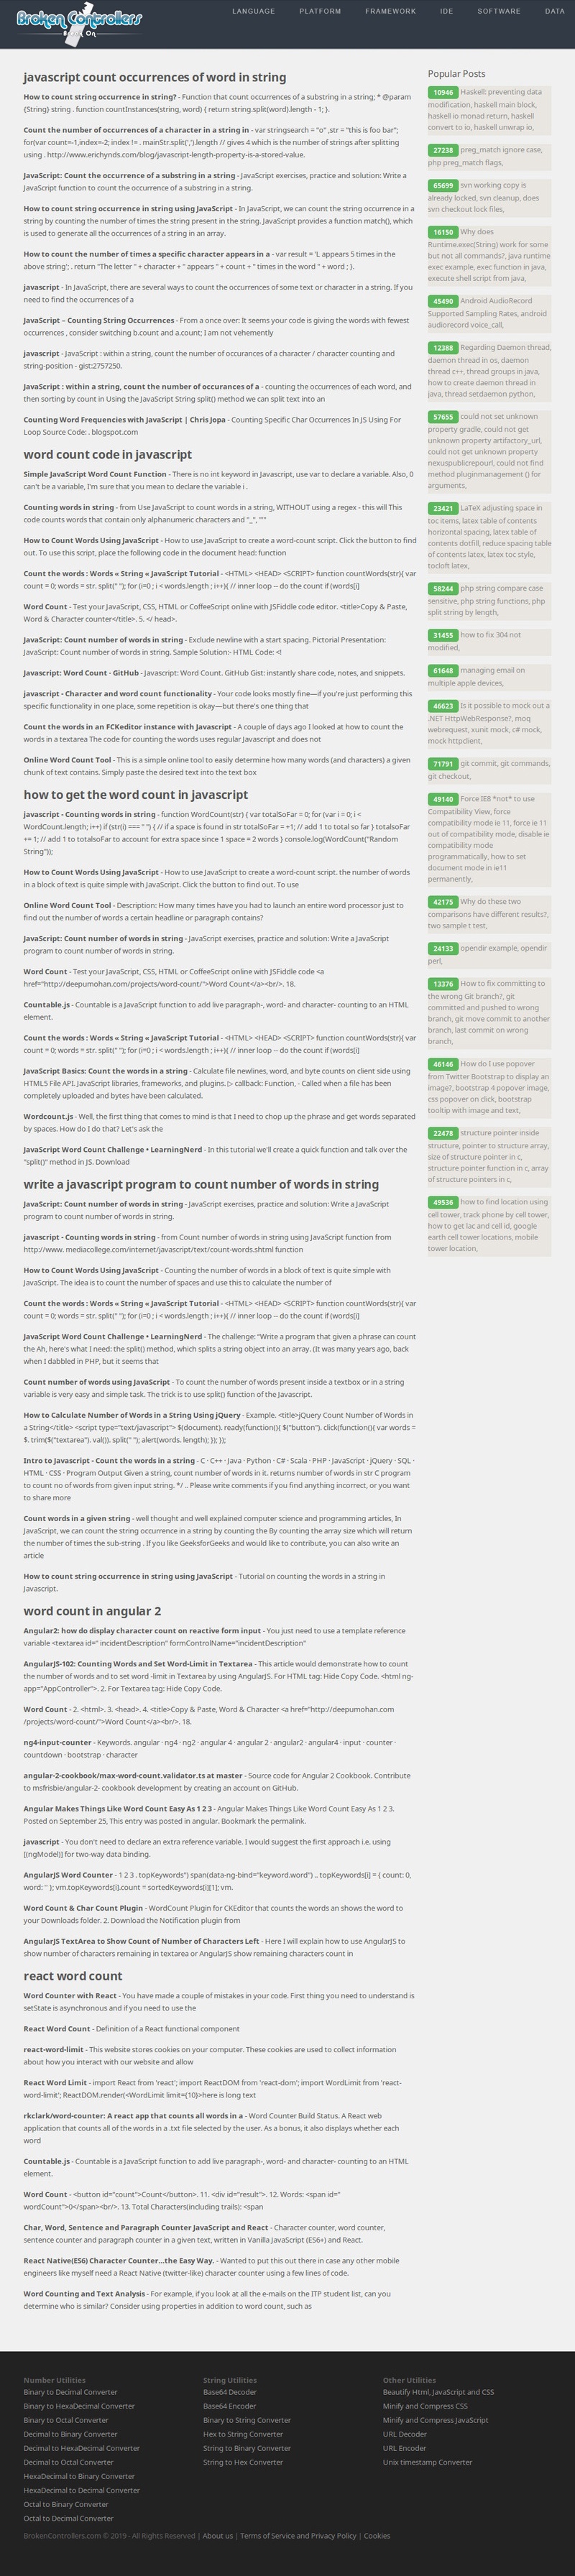 Broken Controllers
Broken On
LANGUAGE PLATFORM FRAMEWORK IDE SOFTWARE DATA
javascript count occurrences of word in string
How to count string occurrence in string? - Function that count occurrences of a substring in a string; * @param
{String} string . function countInstances(string, word) { return string.split(word).length - 1; }.
Count the number of occurrences of a character in a string in - var stringsearch = "o" ,str = "this is foo bar";
for(var count=-1,index=-2; index != . mainStr.split(',').length // gives 4 which is the number of strings after splitting
using . http://www.erichynds.com/blog/javascript-length-property-is-a-stored-value.
JavaScript: Count the occurrence of a substring in a string - JavaScript exercises, practice and solution: Write a
JavaScript function to count the occurrence of a substring in a string.
How to count string occurrence in string using JavaScript - In JavaScript, we can count the string occurrence in a
string by counting the number of times the string present in the string. JavaScript provides a function match(), which
is used to generate all the occurrences of a string in an array.
How to count the number of times a specific character appears in a - var result = 'L appears 5 times in the
above string'; . return "The letter " + character + " appears " + count + " times in the word " + word ; }.
javascript - In JavaScript, there are several ways to count the occurrences of some text or character in a string. If you
need to find the occurrences of a
JavaScript – Counting String Occurrences - From a once over: It seems your code is giving the words with fewest
occurrences , consider switching b.count and a.count; I am not vehemently
javascript - JavaScript : within a string, count the number of occurances of a character / character counting and
string-position - gist:2757250.
JavaScript : within a string, count the number of occurances of a - counting the occurrences of each word, and
then sorting by count in Using the JavaScript String split() method we can split text into an
Counting Word Frequencies with JavaScript | Chris Jopa - Counting Specific Char Occurrences In JS Using For
Loop Source Code: . blogspot.com
word count code in javascript
Simple JavaScript Word Count Function - There is no int keyword in Javascript, use var to declare a variable. Also, 0
can't be a variable, I'm sure that you mean to declare the variable i .
Counting words in string - from Use JavaScript to count words in a string, WITHOUT using a regex - this will This
code counts words that contain only alphanumeric characters and "_", "'"
How to Count Words Using JavaScript - How to use JavaScript to create a word-count script. Click the button to find
out. To use this script, place the following code in the document head: function
Count the words : Words « String « JavaScript Tutorial - <HTML> <HEAD> <SCRIPT> function countWords(str){ var
count = 0; words = str. split(" "); for (i=0 ; i < words.length ; i++){ // inner loop -- do the count if (words[i]
Word Count - Test your JavaScript, CSS, HTML or CoffeeScript online with JSFiddle code editor. <title>Copy & Paste,
Word & Character counter</title>. 5. </ head>.
JavaScript: Count number of words in string - Exclude newline with a start spacing. Pictorial Presentation:
JavaScript: Count number of words in string. Sample Solution:- HTML Code: <!
Javascript: Word Count · GitHub - Javascript: Word Count. GitHub Gist: instantly share code, notes, and snippets.
javascript - Character and word count functionality - Your code looks mostly fine—if you're just performing this
specific functionality in one place, some repetition is okay—but there's one thing that
Count the words in an FCKeditor instance with Javascript - A couple of days ago I looked at how to count the
words in a textarea The code for counting the words uses regular Javascript and does not
Online Word Count Tool - This is a simple online tool to easily determine how many words (and characters) a given
chunk of text contains. Simply paste the desired text into the text box
how to get the word count in javascript
javascript - Counting words in string - function WordCount(str) { var totalSoFar = 0; for (var i = 0; i <
WordCount.length; i++) if (str(i) === " ") { // if a space is found in str totalSoFar = +1; // add 1 to total so far } totalsoFar
+= 1; // add 1 to totalsoFar to account for extra space since 1 space = 2 words } console.log(WordCount("Random
String"));
How to Count Words Using JavaScript - How to use JavaScript to create a word-count script. the number of words
in a block of text is quite simple with JavaScript. Click the button to find out. To use
Online Word Count Tool - Description: How many times have you had to launch an entire word processor just to
find out the number of words a certain headline or paragraph contains?
JavaScript: Count number of words in string - JavaScript exercises, practice and solution: Write a JavaScript
program to count number of words in string.
Word Count - Test your JavaScript, CSS, HTML or CoffeeScript online with JSFiddle code <a
href="http://deepumohan.com/projects/word-count/">Word Count</a><br/>. 18.
Countable.js - Countable is a JavaScript function to add live paragraph-, word- and character- counting to an HTML
element.
Count the words : Words « String « JavaScript Tutorial - <HTML> <HEAD> <SCRIPT> function countWords(str){ var
count = 0; words = str. split(" "); for (i=0 ; i < words.length ; i++){ // inner loop -- do the count if (words[i]
JavaScript Basics: Count the words in a string - Calculate file newlines, word, and byte counts on client side using
HTML5 File API. JavaScript libraries, frameworks, and plugins. ▷ callback: Function, - Called when a file has been
completely uploaded and bytes have been calculated.
Wordcount.js - Well, the first thing that comes to mind is that I need to chop up the phrase and get words separated
by spaces. How do I do that? Let's ask the
JavaScript Word Count Challenge • LearningNerd - In this tutorial we'll create a quick function and talk over the
"split()" method in JS. Download
write a javascript program to count number of words in string
JavaScript: Count number of words in string - JavaScript exercises, practice and solution: Write a JavaScript
program to count number of words in string.
javascript - Counting words in string - from Count number of words in string using JavaScript function from
http://www. mediacollege.com/internet/javascript/text/count-words.shtml function
How to Count Words Using JavaScript - Counting the number of words in a block of text is quite simple with
JavaScript. The idea is to count the number of spaces and use this to calculate the number of
Count the words : Words « String « JavaScript Tutorial - <HTML> <HEAD> <SCRIPT> function countWords(str){ var
count = 0; words = str. split(" "); for (i=0 ; i < words.length ; i++){ // inner loop -- do the count if (words[i]
JavaScript Word Count Challenge • LearningNerd - The challenge: "Write a program that given a phrase can count
the Ah, here's what I need: the split() method, which splits a string object into an array. (It was many years ago, back
when I dabbled in PHP, but it seems that
Count number of words using JavaScript - To count the number of words present inside a textbox or in a string
variable is very easy and simple task. The trick is to use split() function of the Javascript.
How to Calculate Number of Words in a String Using jQuery - Example. <title>jQuery Count Number of Words in
a String</title> <script type="text/javascript"> $(document). ready(function(){ $("button"). click(function(){ var words =
$. trim($("textarea"). val()). split(" "); alert(words. length); }); });
Intro to Javascript - Count the words in a string - C · C++ · Java · Python · C# · Scala · PHP · JavaScript · jQuery · SQL ·
HTML · CSS · Program Output Given a string, count number of words in it. returns number of words in str C program
to count no of words from given input string. */ .. Please write comments if you find anything incorrect, or you want
to share more
Count words in a given string - well thought and well explained computer science and programming articles, In
JavaScript, we can count the string occurrence in a string by counting the By counting the array size which will return
the number of times the sub-string . If you like GeeksforGeeks and would like to contribute, you can also write an
article
How to count string occurrence in string using JavaScript - Tutorial on counting the words in a string in
Javascript.
word count in angular 2
Angular2: how do display character count on reactive form input - You just need to use a template reference
variable <textarea id=" incidentDescription" formControlName="incidentDescription"
AngularJS-102: Counting Words and Set Word-Limit in Textarea - This article would demonstrate how to count
the number of words and to set word -limit in Textarea by using AngularJS. For HTML tag: Hide Copy Code. <html ng-
app="AppController">. 2. For Textarea tag: Hide Copy Code.
Word Count - 2. <html>. 3. <head>. 4. <title>Copy & Paste, Word & Character <a href="http://deepumohan.com
/projects/word-count/">Word Count</a><br/>. 18.
ng4-input-counter - Keywords. angular · ng4 · ng2 · angular 4 · angular 2 · angular2 · angular4 · input · counter ·
countdown · bootstrap · character
angular-2-cookbook/max-word-count.validator.ts at master - Source code for Angular 2 Cookbook. Contribute
to msfrisbie/angular-2- cookbook development by creating an account on GitHub.
Angular Makes Things Like Word Count Easy As 1 2 3 - Angular Makes Things Like Word Count Easy As 1 2 3.
Posted on September 25, This entry was posted in angular. Bookmark the permalink.
javascript - You don't need to declare an extra reference variable. I would suggest the first approach i.e. using
[(ngModel)] for two-way data binding.
AngularJS Word Counter - 1 2 3 . topKeywords") span(data-ng-bind="keyword.word") .. topKeywords[i] = { count: 0,
word: '' }; vm.topKeywords[i].count = sortedKeywords[i][1]; vm.
Word Count & Char Count Plugin - WordCount Plugin for CKEditor that counts the words an shows the word to
your Downloads folder. 2. Download the Notification plugin from
AngularJS TextArea to Show Count of Number of Characters Left - Here I will explain how to use AngularJS to
show number of characters remaining in textarea or AngularJS show remaining characters count in
react word count
Word Counter with React - You have made a couple of mistakes in your code. First thing you need to understand is
setState is asynchronous and if you need to use the
React Word Count - Definition of a React functional component
react-word-limit - This website stores cookies on your computer. These cookies are used to collect information
about how you interact with our website and allow
React Word Limit - import React from 'react'; import ReactDOM from 'react-dom'; import WordLimit from 'react-
word-limit'; ReactDOM.render(<WordLimit limit={10}>here is long text
rkclark/word-counter: A react app that counts all words in a - Word Counter Build Status. A React web
application that counts all of the words in a .txt file selected by the user. As a bonus, it also displays whether each
word
Countable.js - Countable is a JavaScript function to add live paragraph-, word- and character- counting to an HTML
element.
Word Count - <button id="count">Count</button>. 11. <div id="result">. 12. Words: <span id="
wordCount">0</span><br/>. 13. Total Characters(including trails): <span
Char, Word, Sentence and Paragraph Counter JavaScript and React - Character counter, word counter,
sentence counter and paragraph counter in a given text, written in Vanilla JavaScript (ES6+) and React.
React Native(ES6) Character Counter…the Easy Way. - Wanted to put this out there in case any other mobile
engineers like myself need a React Native (twitter-like) character counter using a few lines of code.
Word Counting and Text Analysis - For example, if you look at all the e-mails on the ITP student list, can you
determine who is similar? Consider using properties in addition to word count, such as
Popular Posts
10946 Haskell: preventing data
modification, haskell main block,
haskell io monad return, haskell
convert to io, haskell unwrap io,
27238 preg_match ignore case,
php preg_match flags,
65699 svn working copy is
already locked, svn cleanup, does
svn checkout lock files,
16150 Why does
Runtime.exec(String) work for some
but not all commands?, java runtime
exec example, exec function in java,
execute shell script from java,
45490 Android AudioRecord
Supported Sampling Rates, android
audiorecord voice_call,
12388 Regarding Daemon thread,
daemon thread in os, daemon
thread c++, thread groups in java,
how to create daemon thread in
java, thread setdaemon python,
57655 could not set unknown
property gradle, could not get
unknown property artifactory_url,
could not get unknown property
nexuspublicrepourl, could not find
method pluginmanagement () for
arguments,
23421 LaTeX adjusting space in
toc items, latex table of contents
horizontal spacing, latex table of
contents dotfill, reduce spacing table
of contents latex, latex toc style,
tocloft latex,
58244 php string compare case
sensitive, php string functions, php
split string by length,
31455 how to fix 304 not
modified,
61648 managing email on
multiple apple devices,
46623 Is it possible to mock out a
.NET HttpWebResponse?, moq
webrequest, xunit mock, c# mock,
mock httpclient,
71791 git commit, git commands,
git checkout,
49140 Force IE8 *not* to use
Compatibility View, force
compatibility mode ie 11, force ie 11
out of compatibility mode, disable ie
compatibility mode
programmatically, how to set
document mode in ie11
permanently,
42175 Why do these two
comparisons have different results?,
two sample t test,
24133 opendir example, opendir
perl,
13376 How to fix committing to
the wrong Git branch?, git
committed and pushed to wrong
branch, git move commit to another
branch, last commit on wrong
branch,
46146 How do I use popover
from Twitter Bootstrap to display an
image?, bootstrap 4 popover image,
css popover on click, bootstrap
tooltip with image and text,
22478 structure pointer inside
structure, pointer to structure array,
size of structure pointer in c,
structure pointer function in c, array
of structure pointers in c,
49536 how to find location using
cell tower, track phone by cell tower,
how to get lac and cell id, google
earth cell tower locations, mobile
tower location,
Number Utilities
Binary to Decimal Converter
Binary to HexaDecimal Converter
Binary to Octal Converter
Decimal to Binary Converter
Decimal to HexaDecimal Converter
Decimal to Octal Converter
HexaDecimal to Binary Converter
HexaDecimal to Decimal Converter
Octal to Binary Converter
Octal to Decimal Converter
String Utilities
Base64 Decoder
Base64 Encoder
Binary to String Converter
Hex to String Converter
String to Binary Converter
String to Hex Converter
Other Utilities
Beautify Html, JavaScript and CSS
Minify and Compress CSS
Minify and Compress JavaScript
URL Decoder
URL Encoder
Unix timestamp Converter
BrokenControllers.com © 2019 - All Rights Reserved | About us | Terms of Service and Privacy Policy | Cookies